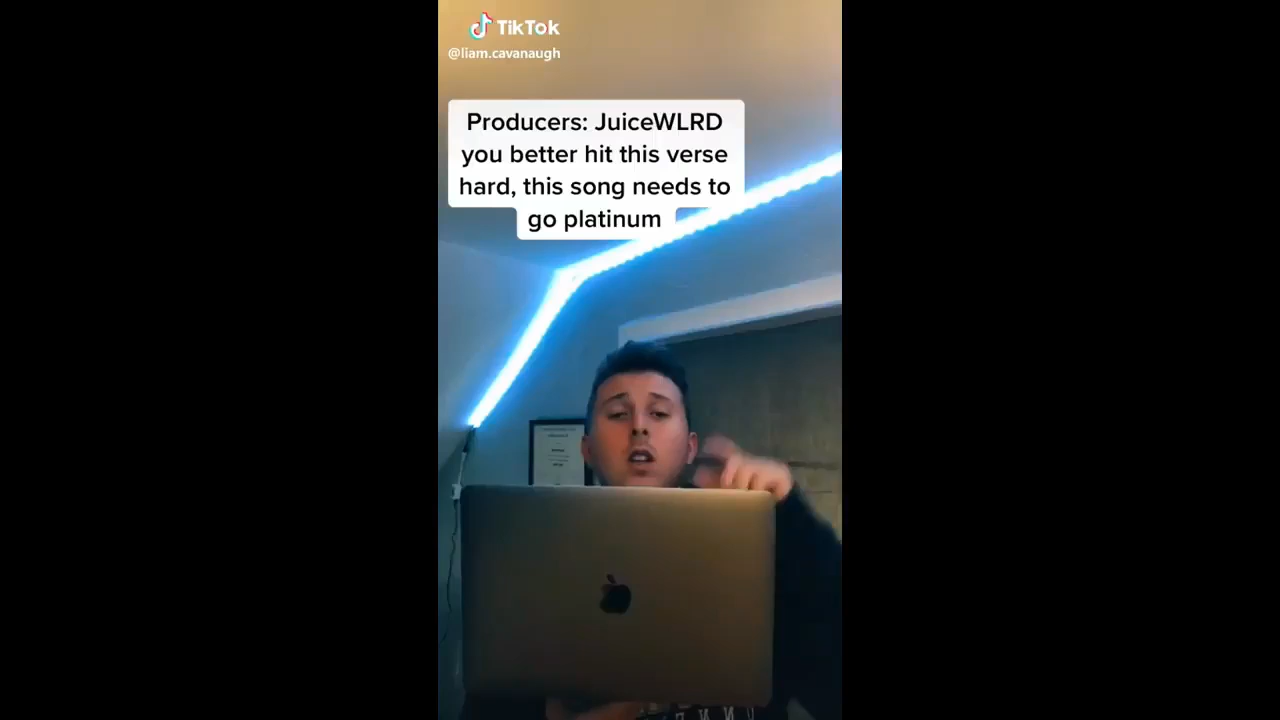 TikTok
@liam.cavanaugh
Producers: JuiceWLRD
you better hit this verse
hard, this song needs to
go platinum